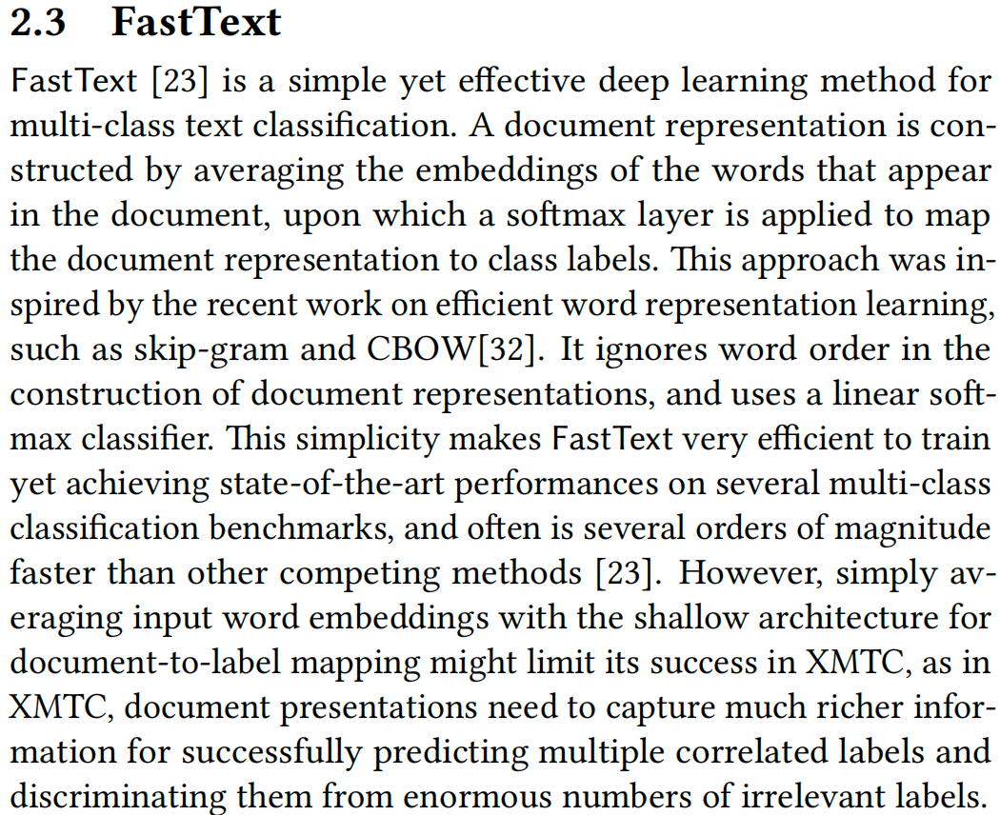 2.3 FastText
FastText [23] is a simple yet effective deep learning method for
multi-class text classification. A document representation is con-
structed by averaging the embeddings of the words that appear
in the document, upon which a softmax layer is applied to map
the document representation to class labels. This approach was in-
spired by the recent work on efficient word representation learning,
such as skip-gram and CBOW[32]. It ignores word order in the
construction of document representations, and uses a linear soft-
max classifier. This simplicity makes FastText very efficient to train
yet achieving state-of-the-art performances on several multi-class
classification benchmarks, and often is several orders of magnitude
faster than other competing methods [23]. However, simply av-
eraging input word embeddings with the shallow architecture for
document-to-label mapping might limit its success in XMTC, as in
XMTC, document presentations need to capture much richer infor-
mation for successfully predicting multiple correlated labels and
discriminating them from enormous numbers of irrelevant labels.